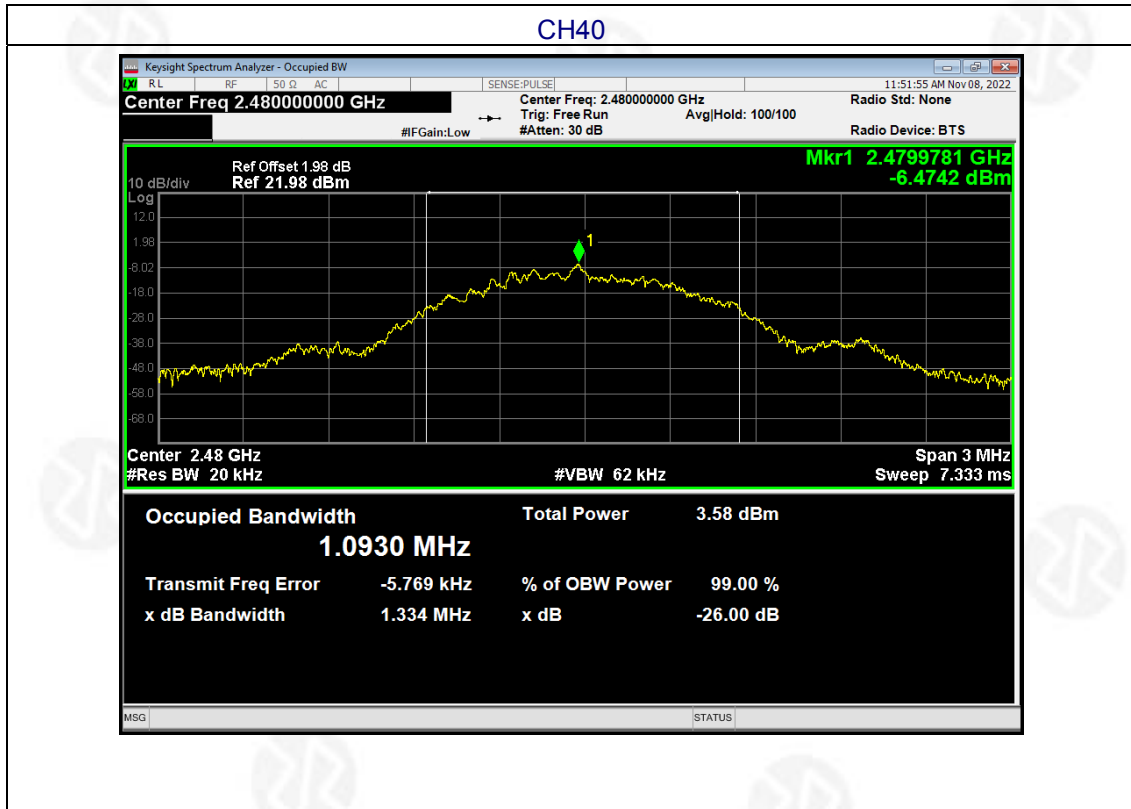 CH40
Keysight Spectrum Analyzer - Occupied BW
LXI RL RF 50 Ω AC SENSE:PULSE 11:51:55 AM Nov 08, 2022
Center Freq 2.480000000 GHz Center Freq: 2.480000000 GHz Radio Std: None
Trig: Free Run Avg|Hold: 100/100
#IFGain:Low #Atten: 30 dB Radio Device: BTS
Mkr1 2.4799781 GHz
-6.4742 dBm
Ref Offset 1.98 dB
10 dB/div Ref 21.98 dBm
Log
12.0
1.98
-8.02
-18.0
-28.0
-38.0
-48.0
-58.0
-68.0
1
Center 2.48 GHz Span 3 MHz
#Res BW 20 kHz #VBW 62 kHz Sweep 7.333 ms
Occupied Bandwidth Total Power 3.58 dBm
1.0930 MHz
Transmit Freq Error -5.769 kHz % of OBW Power 99.00 %
x dB Bandwidth 1.334 MHz x dB -26.00 dB
MSG STATUS